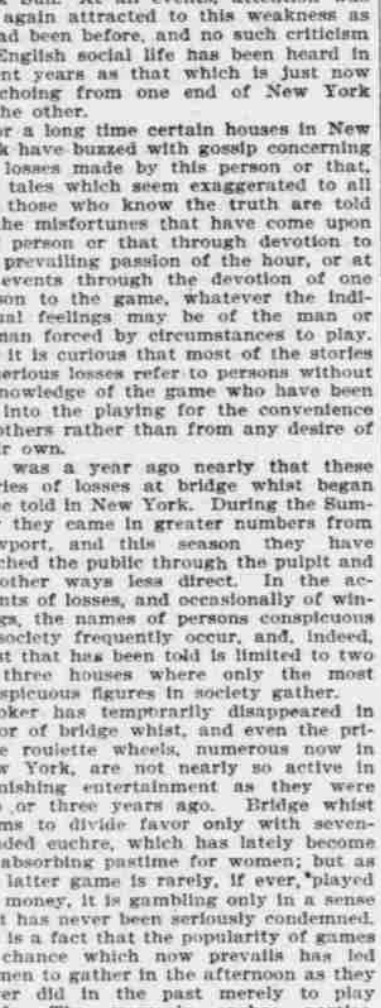 again attracted to this weakness as
ad been before, and no such criticism
English social life has been heard in
nt years as that which is just now
choing from one end of New York
he other.
or a long time certain houses in New
k have buzzed with gossip concerning
losses made by this person or that,
tales which seem exaggerated to all
those who know the truth are told
he misfortunes that have come upon
person or that through devotion to
prevailing passion of the hour, or at
events through the devotion of one
son to the game, whatever the indi-
ual feelings may be of the man or
man forced by circumstances to play.
it is curious that most of the stories
serious losses refer to persons without
nowledge of the game who have been
into the playing for the convenience
others rather than from any desire of
ir own.
was a year ago nearly that these
ries of losses at bridge whist began
e told in New York. During the Sum-
they came in greater numbers from
wport, and this season they have
ched the public through the pulpit and
other ways less direct. In the ac-
nts of losses, and occasionally of win-
gs, the names of persons conspicuous
society frequently occur, and, indeed,
st that has been told is limited to two
three houses where only the most
spicuous figures in society gather.
oker has temporarily disappeared in
or of bridge whist, and even the pri-
e roulette wheels, numerous now in
w York, are not nearly so active in
nishing entertainment as they were
o or three years ago. Bridge whist
ms to divide favor only with seven-
ded euchre, which has lately become
absorbing pastime for women; but as
latter game is rarely, if ever, played
money, it is gambling only in a sense
t has never been seriously condemned.
is a fact that the popularity of games
chance which now prevails has led
men to gather in the afternoon as they
er did in the past merely to play